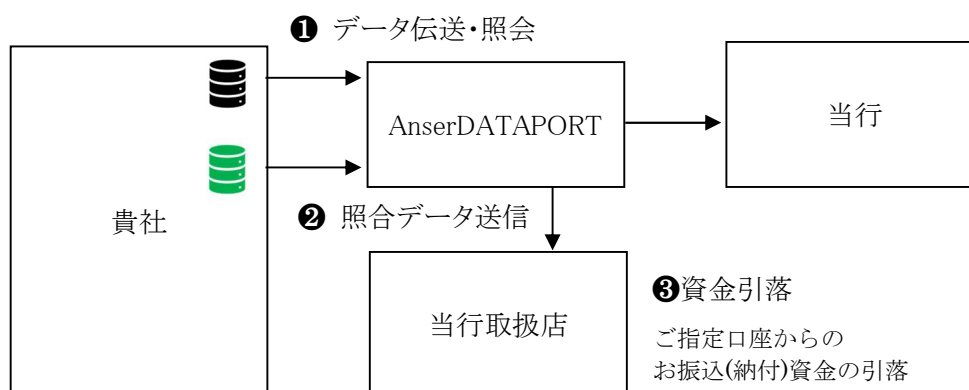 ❶ データ伝送・照会
AnserDATAPORT
当行
貴社
❷ 照合データ送信
当行取扱店
❸資金引落
ご指定口座からの
お振込(納付)資金の引落